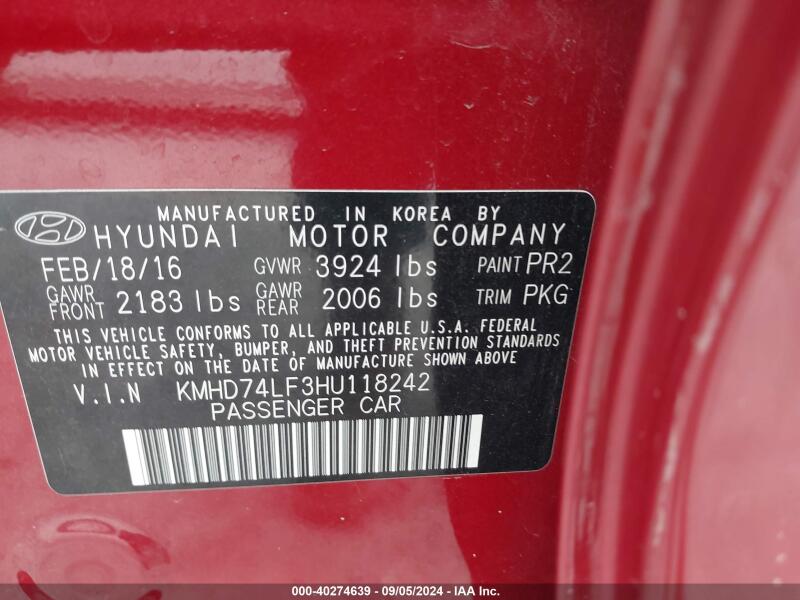 MANUFACTURED IN KOREA BY
HYUNDAI MOTOR COMPANY
FEB/18/16 GVWR 3924 lbs PAINT PR2
GAWR FRONT 2183 lbs GAWR REAR 2006 lbs TRIM PKG
THIS VEHICLE CONFORMS TO ALL APPLICABLE U.S.A. FEDERAL
MOTOR VEHICLE SAFETY, BUMPER, AND THEFT PREVENTION STANDARDS
IN EFFECT ON THE DATE OF MANUFACTURE SHOWN ABOVE
V.I.N KMHD74LF3HU118242
PASSENGER CAR
000-40274639 - 09/05/2024 - IAA Inc.